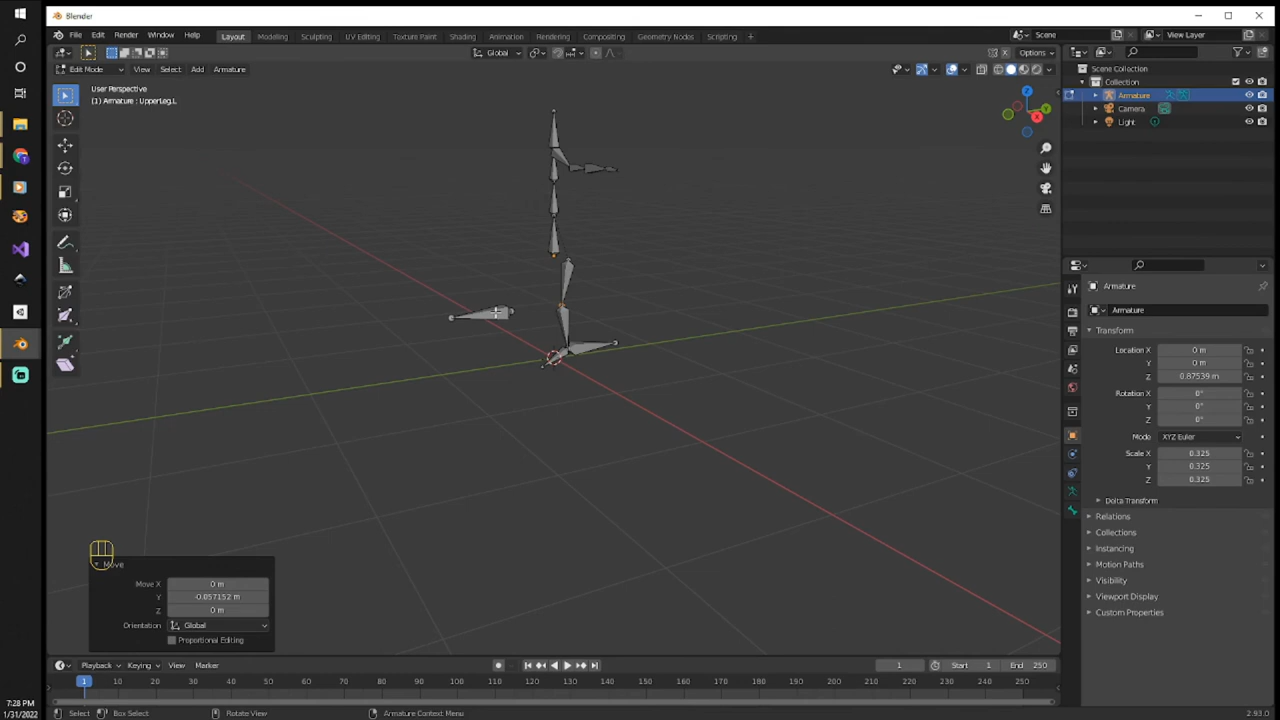 Blender
File Edit Render Window Help Layout Modeling Sculpting UV Editing Texture Paint Shading Animation Rendering Compositing Geometry Nodes Scripting + Scene View Layer
Global Options
Edit Mode View Select Add Armature
User Perspective
(1) Armature : UpperLeg.L
Z
Y
X
Scene Collection
Collection
Armature
Camera
Light
Armature
Armature
Transform
Location X 0 m
Y 0 m
Z 0.87539 m
Rotation X 0°
Y 0°
Z 0°
Mode XYZ Euler
Scale X 0.325
Y 0.325
Z 0.325
Delta Transform
Relations
Collections
Instancing
Motion Paths
Visibility
Viewport Display
Custom Properties
Move
Move X 0 m
Y -0.057152 m
Z 0 m
Orientation Global
Proportional Editing
Playback Keying View Marker 1 Start 1 End 250
1 10 20 30 40 50 60 70 80 90 100 110 120 130 140 150 160 170 180 190 200 210 220 230 240 250
Select Box Select Rotate View Armature Context Menu 2.93.0
7:28 PM
1/31/2022